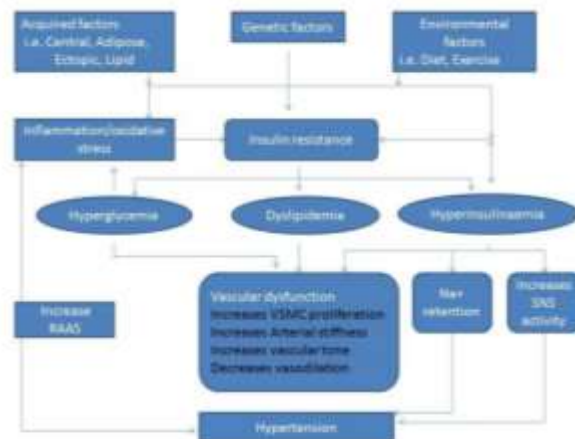 Acquired factors
i.e. Central, Adipose,
Ectopic, Lipid
Genetic factors
Environmental
factors
i.e. Diet, Exercise
Inflammation/oxidative
stress
Insulin resistance
Hyperglycemia
Dyslipidemia
Hyperinsulinaemia
Increase
RAAS
Vascular dysfunction
Increases VSMC proliferation
Increases Arterial stiffness
Increases vascular tone
Decreases vasodilation
Na+
retention
Increases
SNS
activity
Hypertension